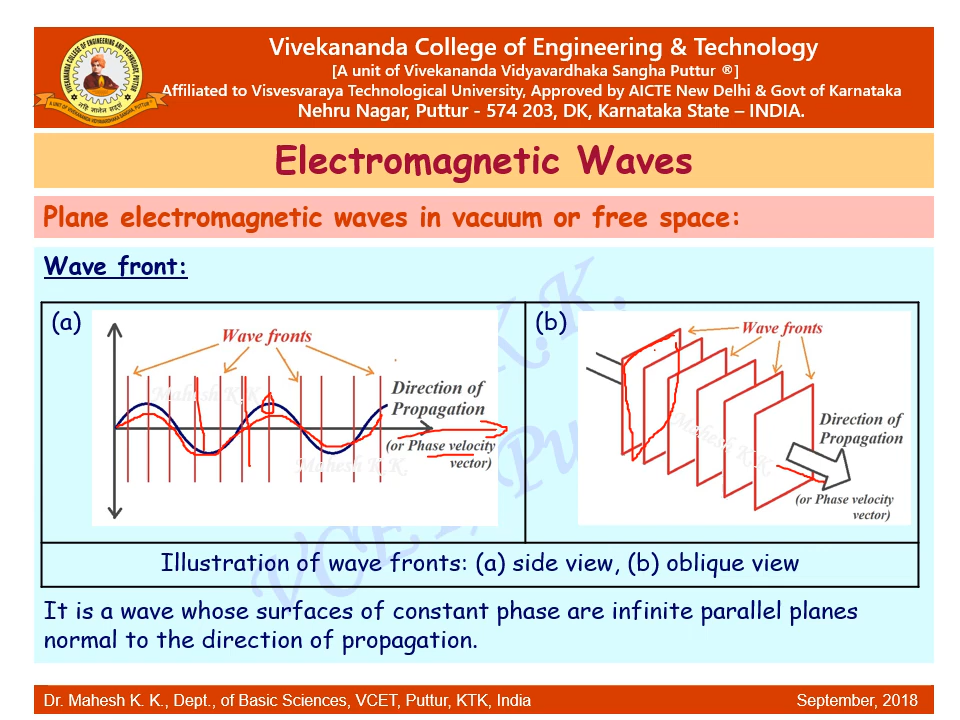 Vivekananda College of Engineering & Technology
[A unit of Vivekananda Vidyavardhaka Sangha Puttur ®]
Affiliated to Visvesvaraya Technological University, Approved by AICTE New Delhi & Govt of Karnataka
Nehru Nagar, Puttur - 574 203, DK, Karnataka State – INDIA.
Electromagnetic Waves
Plane electromagnetic waves in vacuum or free space:
Wave front:
(a)
Wave fronts
Direction of
Propagation
(or Phase velocity
vector)
Mahesh K.K.
Mahesh K.K.
(b)
Wave fronts
Direction of
Propagation
(or Phase velocity
vector)
Mahesh K.K.
Illustration of wave fronts: (a) side view, (b) oblique view
It is a wave whose surfaces of constant phase are infinite parallel planes
normal to the direction of propagation.
Dr. Mahesh K. K., Dept., of Basic Sciences, VCET, Puttur, KTK, India
September, 2018